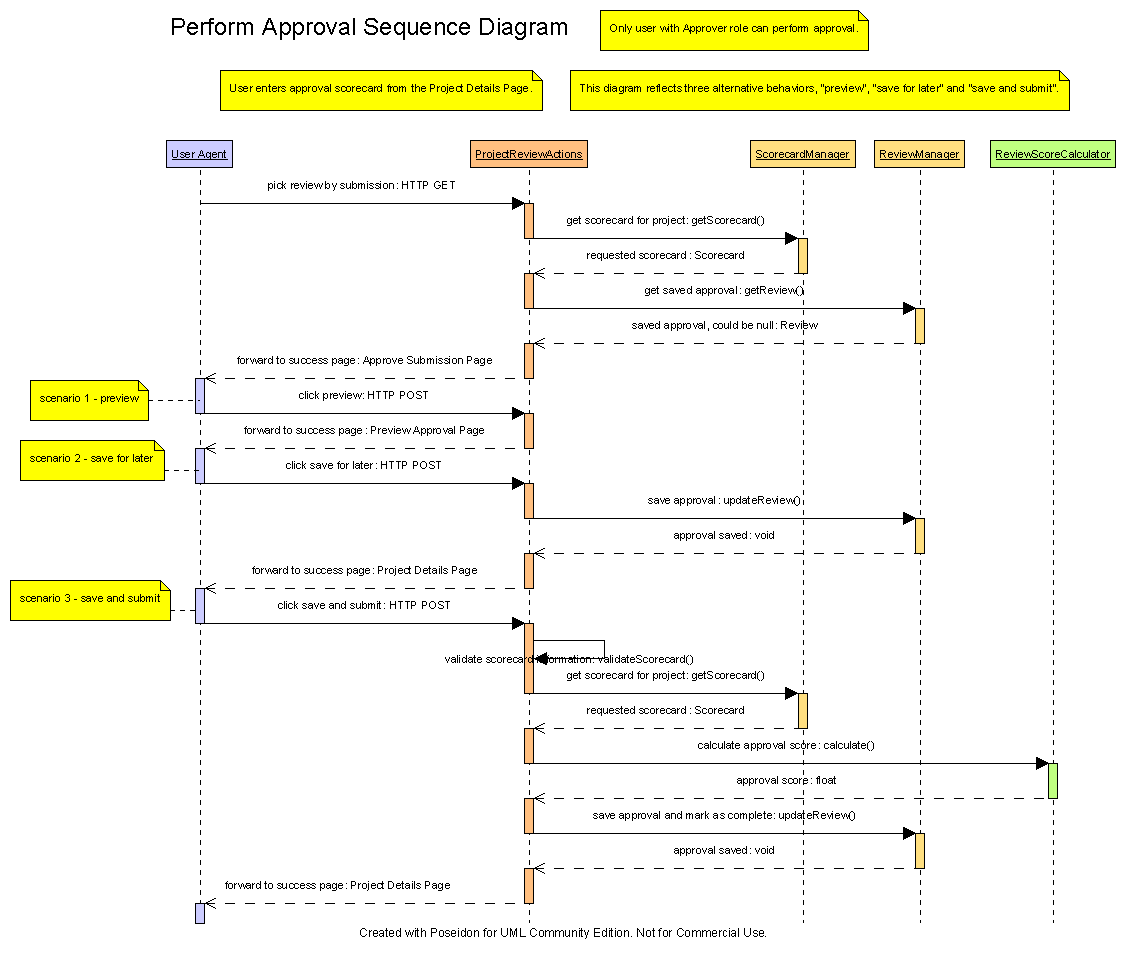 Perform Approval Sequence Diagram
Only user with Approver role can perform approval.
User enters approval scorecard from the Project Details Page.
This diagram reflects three alternative behaviors, "preview", "save for later" and "save and submit".
User Agent
ProjectReviewActions
ScorecardManager
ReviewManager
ReviewScoreCalculator
pick review by submission: HTTP GET
get scorecard for project: getScorecard()
requested scorecard : Scorecard
get saved approval : getReview()
saved approval, could be null: Review
forward to success page: Approve Submission Page
scenario 1 - preview
click preview: HTTP POST
forward to success page : Preview Approval Page
scenario 2 - save for later
click save for later: HTTP POST
save approval : updateReview()
approval saved : void
forward to success page: Project Details Page
scenario 3 - save and submit
click save and submit: HTTP POST
validate scorecard information: validateScorecard()
get scorecard for project: getScorecard()
requested scorecard : Scorecard
calculate approval score: calculate()
approval score: float
save approval and mark as complete: updateReview()
approval saved : void
forward to success page: Project Details Page
Created with Poseidon for UML Community Edition. Not for Commercial Use.